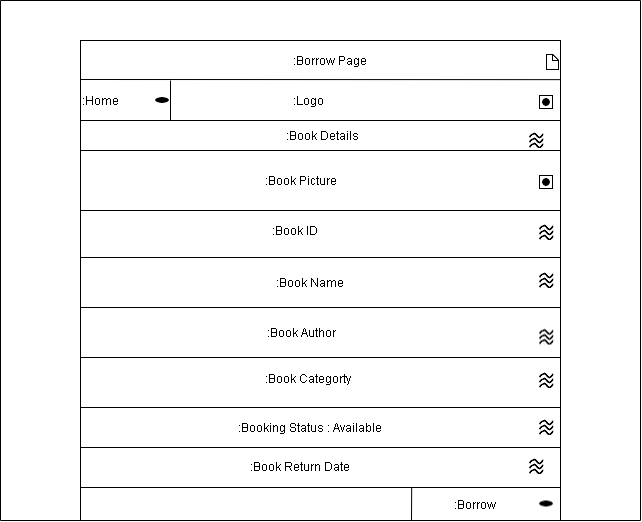 :Borrow Page
:Home :Logo
:Book Details
:Book Picture
:Book ID
:Book Name
:Book Author
:Book Categorty
:Booking Status : Available
:Book Return Date
:Borrow